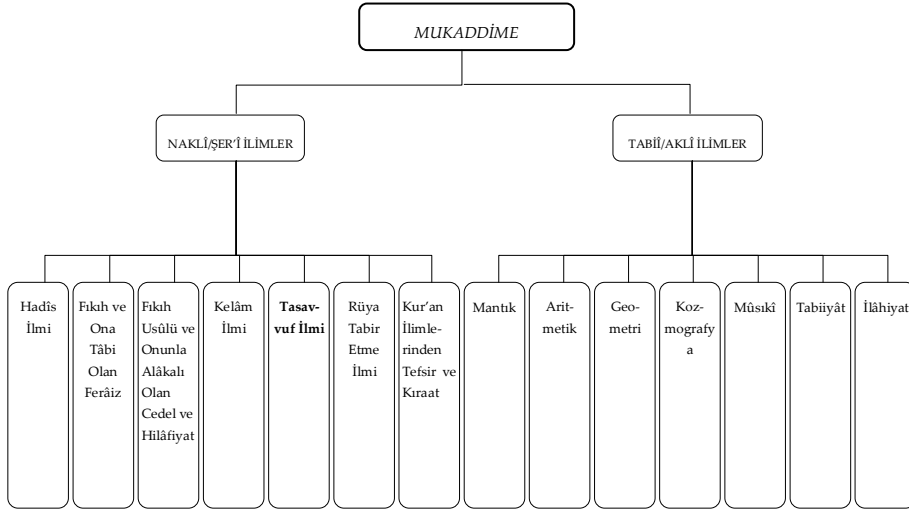 MUKADDİME
NAKLÎ/ŞER'Î İLİMLER
TABİÎ/AKLÎ İLİMLER
Hadîs
İlmi
Fıkıh ve
Ona
Tâbi
Olan
Ferâiz
Fıkıh
Usûlü ve
Onunla
Alâkalı
Olan
Cedel ve
Hilâfiyat
Kelâm
İlmi
Tasav-
vuf İlmi
Rüya
Tabir
Etme
İlmi
Kur'an
İlimle-
rinden
Tefsir ve
Kıraat
Mantık
Arit-
metik
Geo-
metri
Koz-
mografy
a
Mûsıkî
Tabiiyât
İlâhiyat